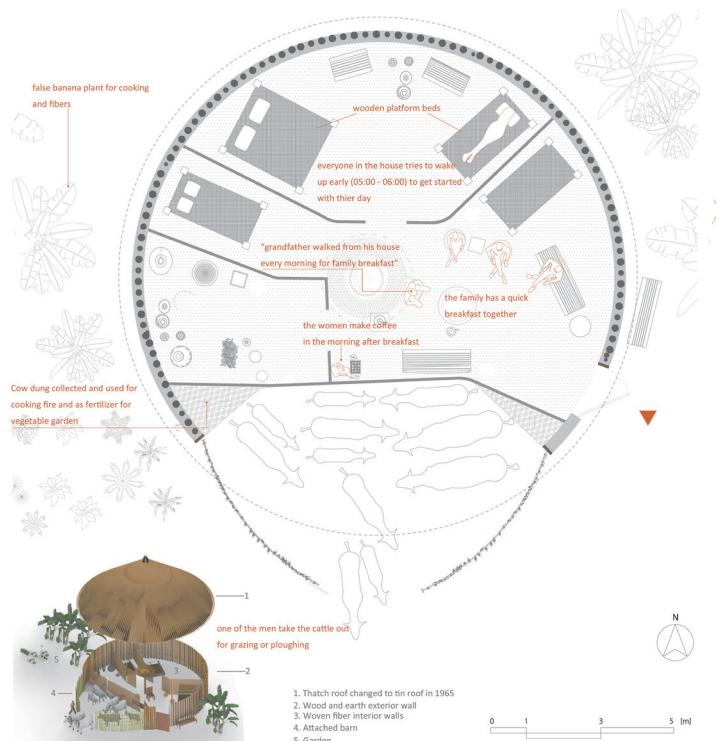 false banana plant for cooking
and fibers
wooden platform beds
everyone in the house tries to wake
up early (05:00 - 06:00) to get started
with thier day
“grandfather walked from his house
every morning for family breakfast”
the family has a quick
breakfast together
the women make coffee
in the morning after breakfast
Cow dung collected and used for
cooking fire and as fertilizer for
vegetable garden
one of the men take the cattle out
for grazing or ploughing
1
2
3
4
5
N
1. Thatch roof changed to tin roof in 1965
2. Wood and earth exterior wall
3. Woven fiber interior walls
4. Attached barn
5. Garden
0 1 3 5 [m]